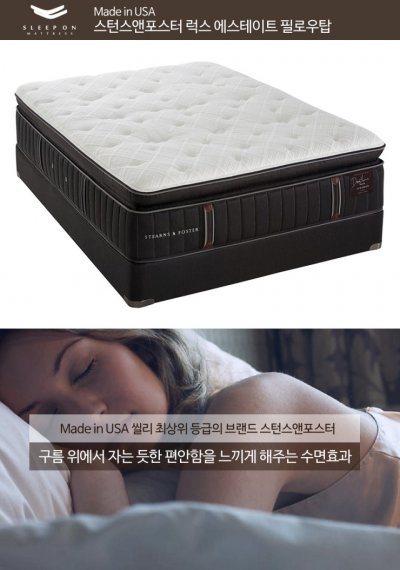 Made in USA
스턴스앤포스터 럭스 에스테이트 필로우탑
SLEEPON
MATTRESS
STEARNS & FOSTER
Made in USA 씰리 최상위 등급의 브랜드 스턴스앤포스터
구름 위에서 자는 듯한 편안함을 느끼게 해주는 수면효과